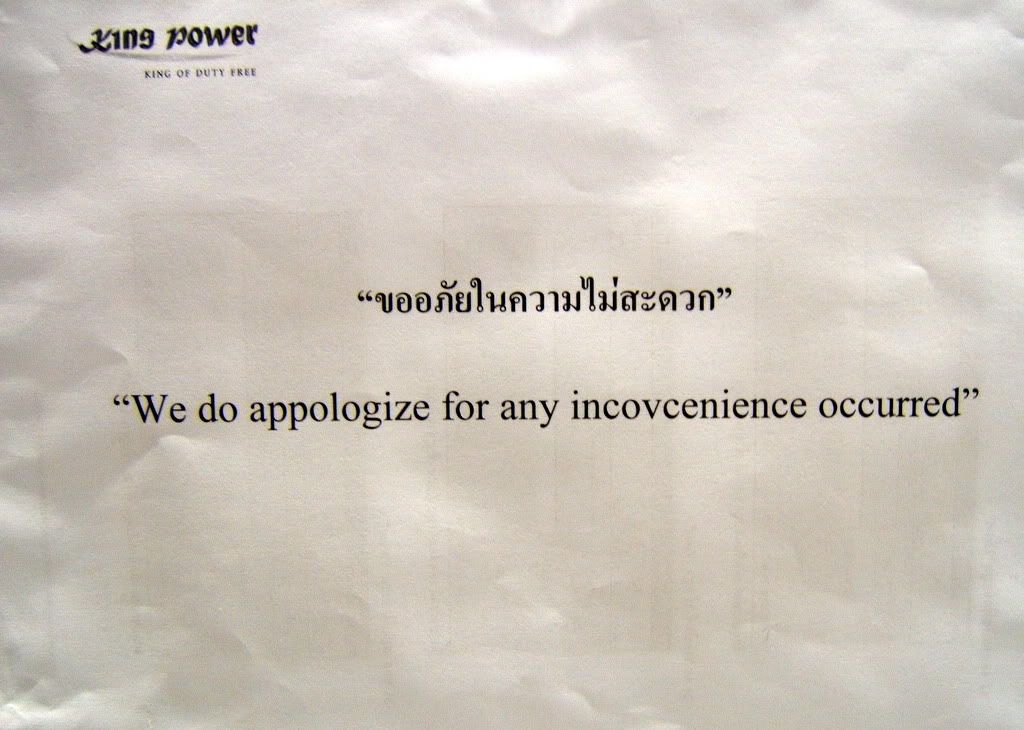 King Power
KING OF DUTY FREE
“ขออภัยในความไม่สะดวก”
“We do appologize for any incovcenience occurred”